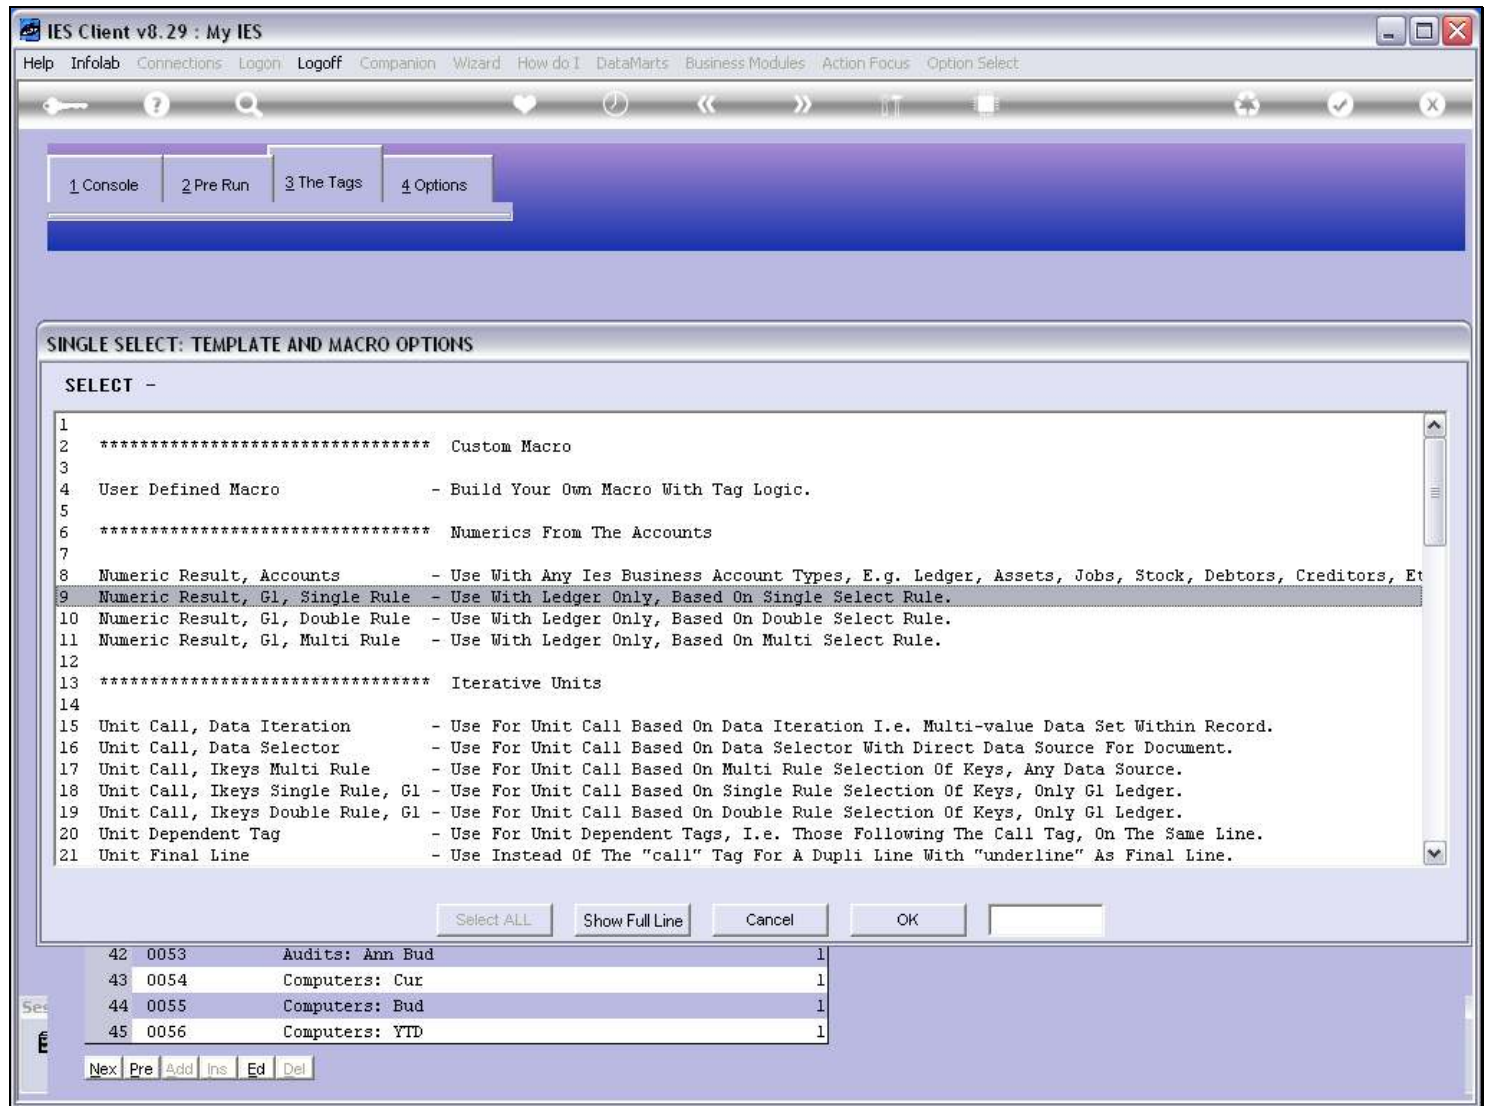 IES Client v8.29 : My IES
Help Infolab Connections Logon Logoff Companion Wizard How do I DataMarts Business Modules Action Focus Option Select
1 Console 2 Pre Run 3 The Tags 4 Options
SINGLE SELECT: TEMPLATE AND MACRO OPTIONS
SELECT -
1
2 ********************************* Custom Macro
3
4 User Defined Macro - Build Your Own Macro With Tag Logic.
5
6 ********************************* Numerics From The Accounts
7
8 Numeric Result, Accounts - Use With Any Ies Business Account Types, E.g. Ledger, Assets, Jobs, Stock, Debtors, Creditors, Et
9 Numeric Result, Gl, Single Rule - Use With Ledger Only, Based On Single Select Rule.
10 Numeric Result, Gl, Double Rule - Use With Ledger Only, Based On Double Select Rule.
11 Numeric Result, Gl, Multi Rule - Use With Ledger Only, Based On Multi Select Rule.
12
13 ********************************* Iterative Units
14
15 Unit Call, Data Iteration - Use For Unit Call Based On Data Iteration I.e. Multi-value Data Set Within Record.
16 Unit Call, Data Selector - Use For Unit Call Based On Data Selector With Direct Data Source For Document.
17 Unit Call, Ikeys Multi Rule - Use For Unit Call Based On Multi Rule Selection Of Keys, Any Data Source.
18 Unit Call, Ikeys Single Rule, Gl - Use For Unit Call Based On Single Rule Selection Of Keys, Only Gl Ledger.
19 Unit Call, Ikeys Double Rule, Gl - Use For Unit Call Based On Double Rule Selection Of Keys, Only Gl Ledger.
20 Unit Dependent Tag - Use For Unit Dependent Tags, I.e. Those Following The Call Tag, On The Same Line.
21 Unit Final Line - Use Instead Of The "call" Tag For A Dupli Line With "underline" As Final Line.
Select ALL Show Full Line Cancel OK
42 0053 Audits: Ann Bud 1
43 0054 Computers: Cur 1
Ses 44 0055 Computers: Bud 1
45 0056 Computers: YTD 1
Nex Pre Add Ins Ed Del